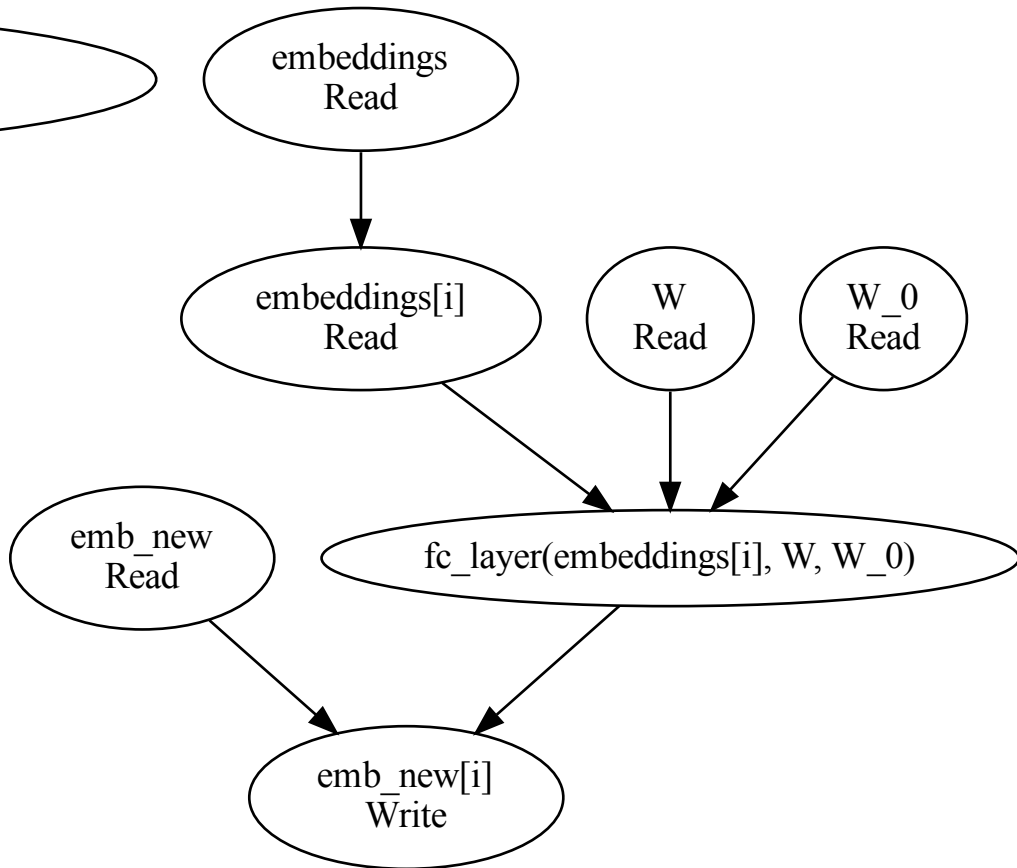 embeddings
Read
embeddings[i]
Read
W
Read
W_0
Read
emb_new
Read
fc_layer(embeddings[i], W, W_0)
emb_new[i]
Write